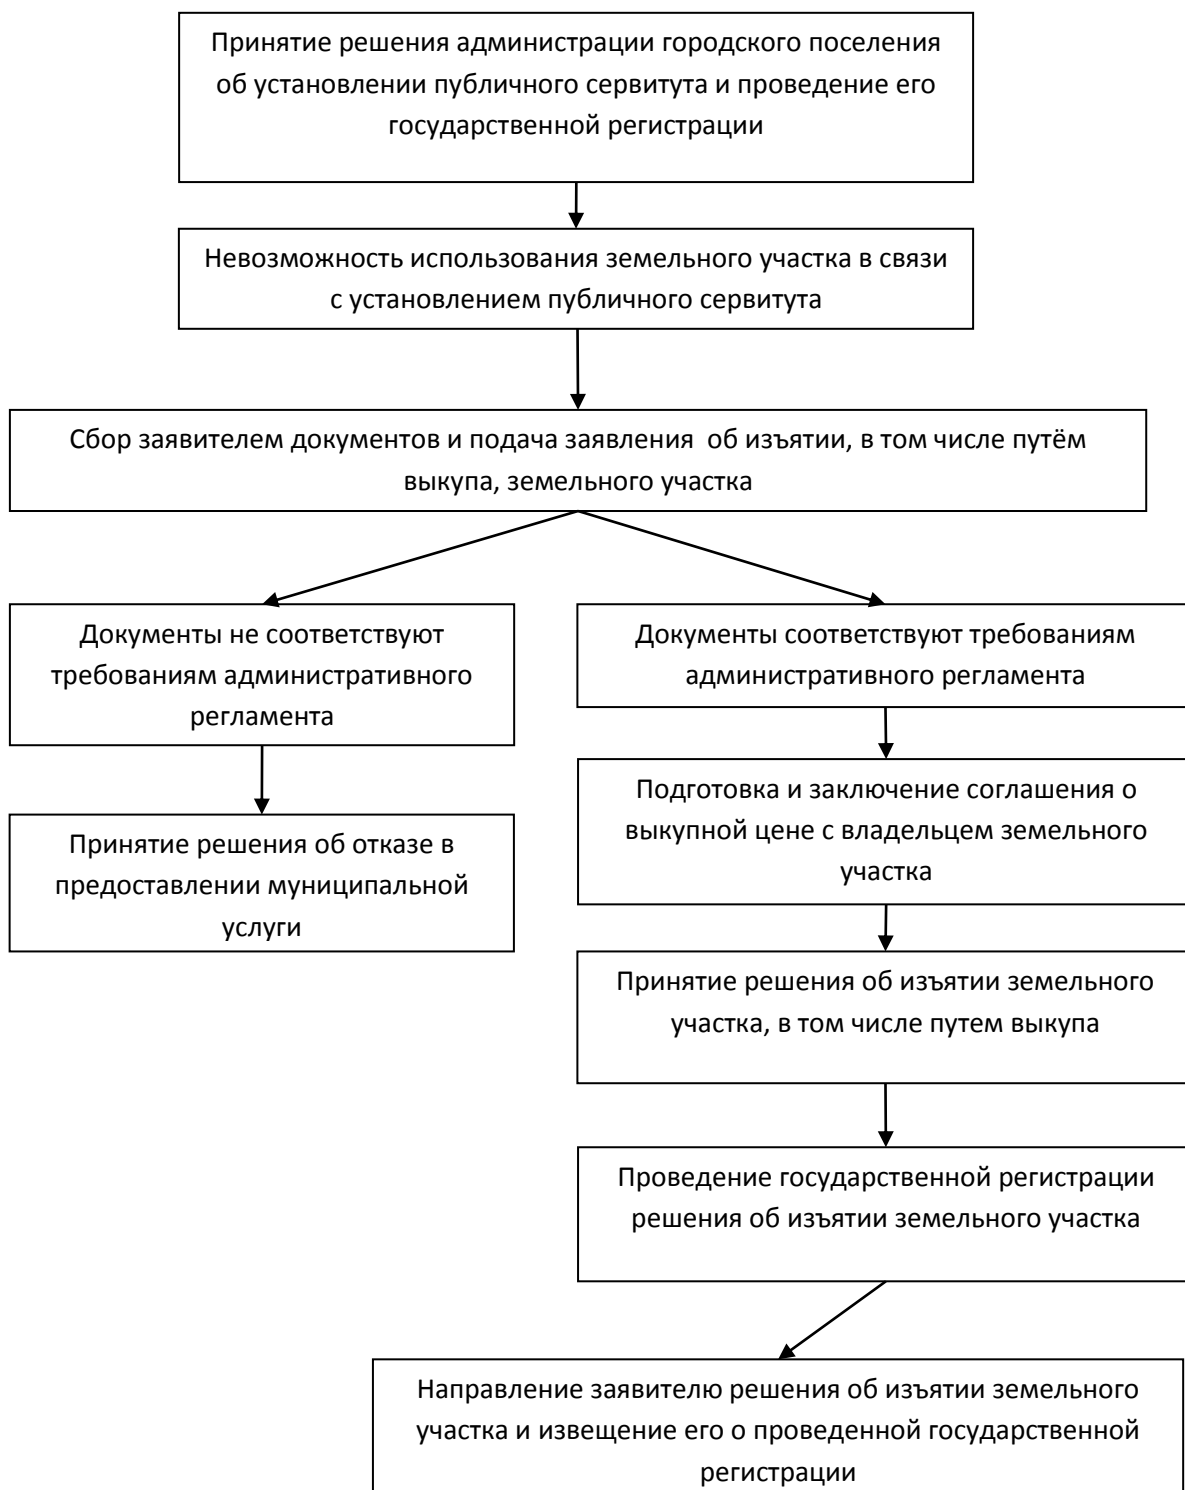 Принятие решения администрации городского поселения
об установлении публичного сервитута и проведение его
государственной регистрации
Невозможность использования земельного участка в связи
с установлением публичного сервитута
Сбор заявителем документов и подача заявления об изъятии, в том числе путём
выкупа, земельного участка
Документы не соответствуют
требованиям административного
регламента
Документы соответствуют требованиям
административного регламента
Принятие решения об отказе в
предоставлении муниципальной
услуги
Подготовка и заключение соглашения о
выкупной цене с владельцем земельного
участка
Принятие решения об изъятии земельного
участка, в том числе путем выкупа
Проведение государственной регистрации
решения об изъятии земельного участка
Направление заявителю решения об изъятии земельного
участка и извещение его о проведенной государственной
регистрации